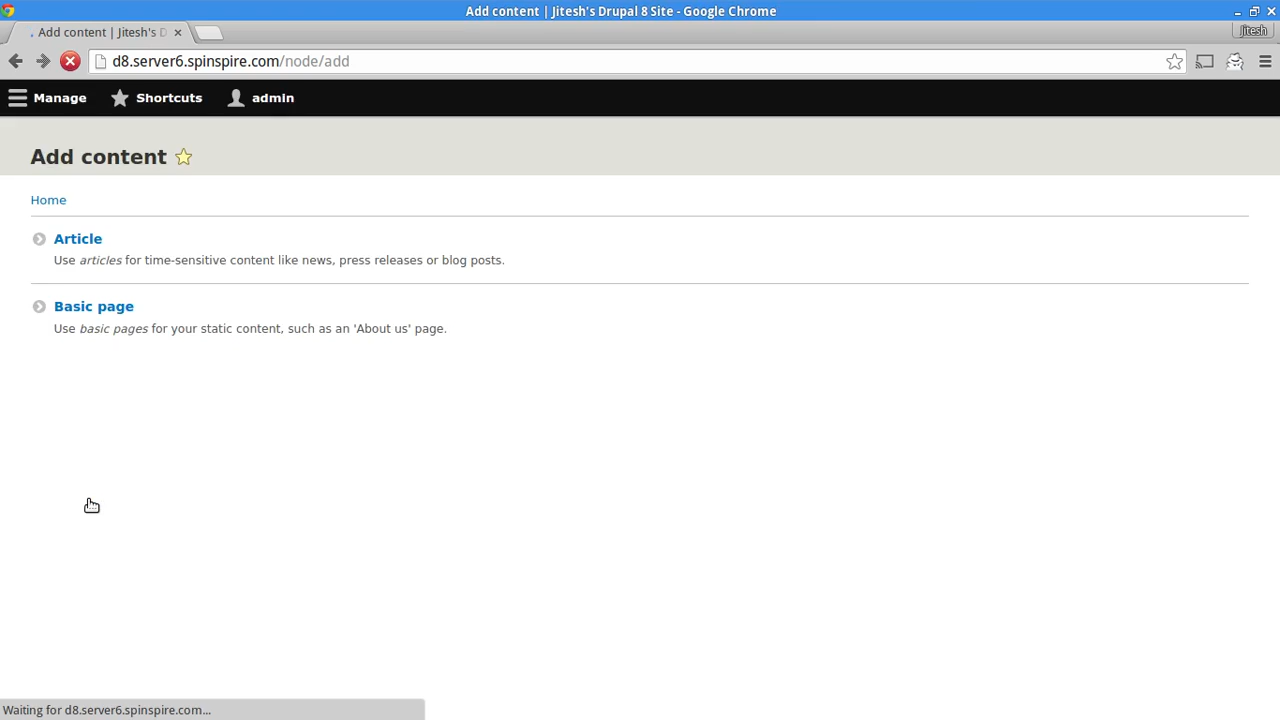 Add content | Jitesh's Drupal 8 Site - Google Chrome
Add content | Jitesh's D
Jitesh
d8.server6.spinspire.com/node/add
Manage
Shortcuts
admin
Add content
Home
Article
Use articles for time-sensitive content like news, press releases or blog posts.
Basic page
Use basic pages for your static content, such as an 'About us' page.
Waiting for d8.server6.spinspire.com...